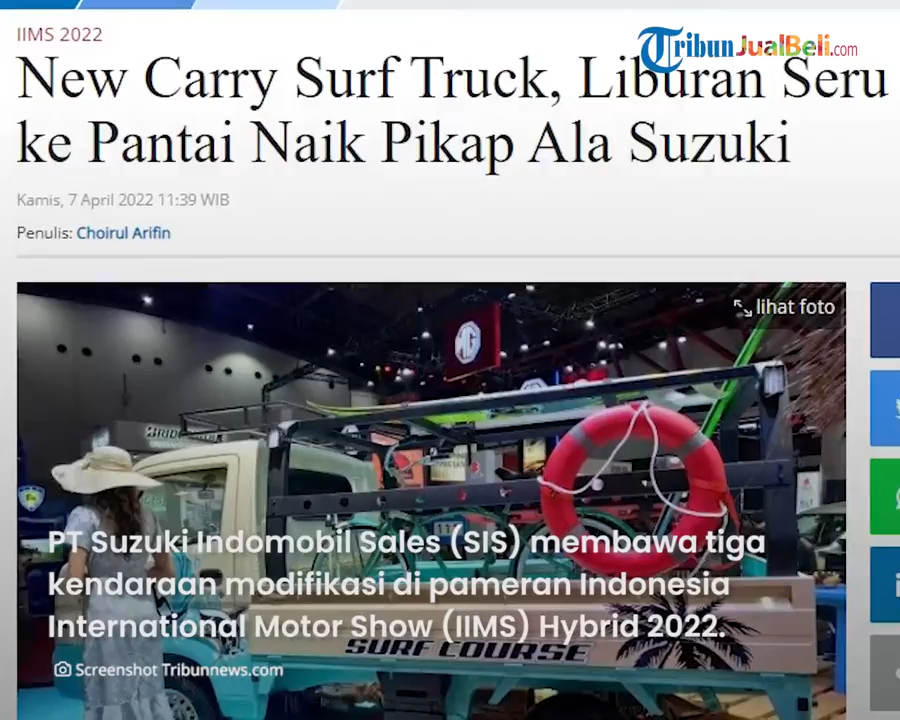 IIMS 2022
TribunJualBeli.com
New Carry Surf Truck, Liburan Seru
ke Pantai Naik Pikap Ala Suzuki
Kamis, 7 April 2022 11:39 WIB
Penulis: Choirul Arifin
lihat foto
MG
PT Suzuki Indomobil Sales (SIS) membawa tiga
kendaraan modifikasi di pameran Indonesia
International Motor Show (IIMS) Hybrid 2022.
SURF COURSE
Screenshot Tribunnews.com